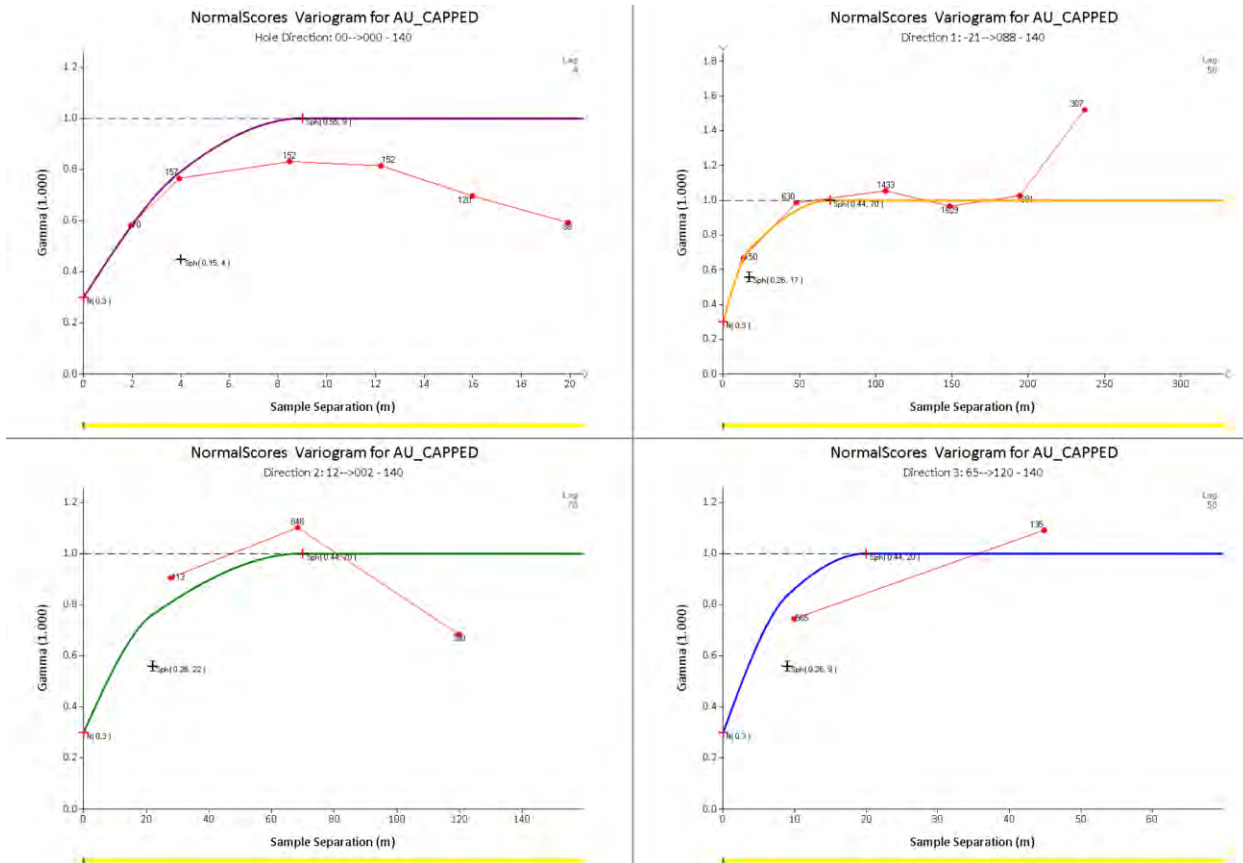 NormalScores Variogram for AU_CAPPED
Hole Direction: 00-->000 - 140
Lag
4
1.2
1.0
0.8
0.6
0.4
0.2
0.0
Gamma (1.000)
157
152
152
120
N( 0.3 )
Sph( 0.15, 4 )
Sph( 0.55, 9 )
0 2 4 6 8 10 12 14 16 18 20
Sample Separation (m)
NormalScores Variogram for AU_CAPPED
Direction 1: -21-->088 - 140
Lag
50
1.8
1.6
1.4
1.2
1.0
0.8
0.6
0.4
0.2
0.0
Gamma (1.000)
307
630
1433
1829
N( 0.3 )
Sph( 0.26, 17 )
Sph( 0.44, 70 )
0 50 100 150 200 250 300
Sample Separation (m)
NormalScores Variogram for AU_CAPPED
Direction 2: 12-->002 - 140
Lag
70
1.2
1.0
0.8
0.6
0.4
0.2
0.0
Gamma (1.000)
N( 0.3 )
Sph( 0.26, 22 )
0 20 40 60 80 100 120 140
Sample Separation (m)
NormalScores Variogram for AU_CAPPED
Direction 3: 65-->120 - 140
Lag
50
1.2
1.0
0.8
0.6
0.4
0.2
0.0
Gamma (1.000)
565
N( 0.3 )
Sph( 0.26, 9 )
Sph( 0.44, 20 )
0 10 20 30 40 50 60
Sample Separation (m)